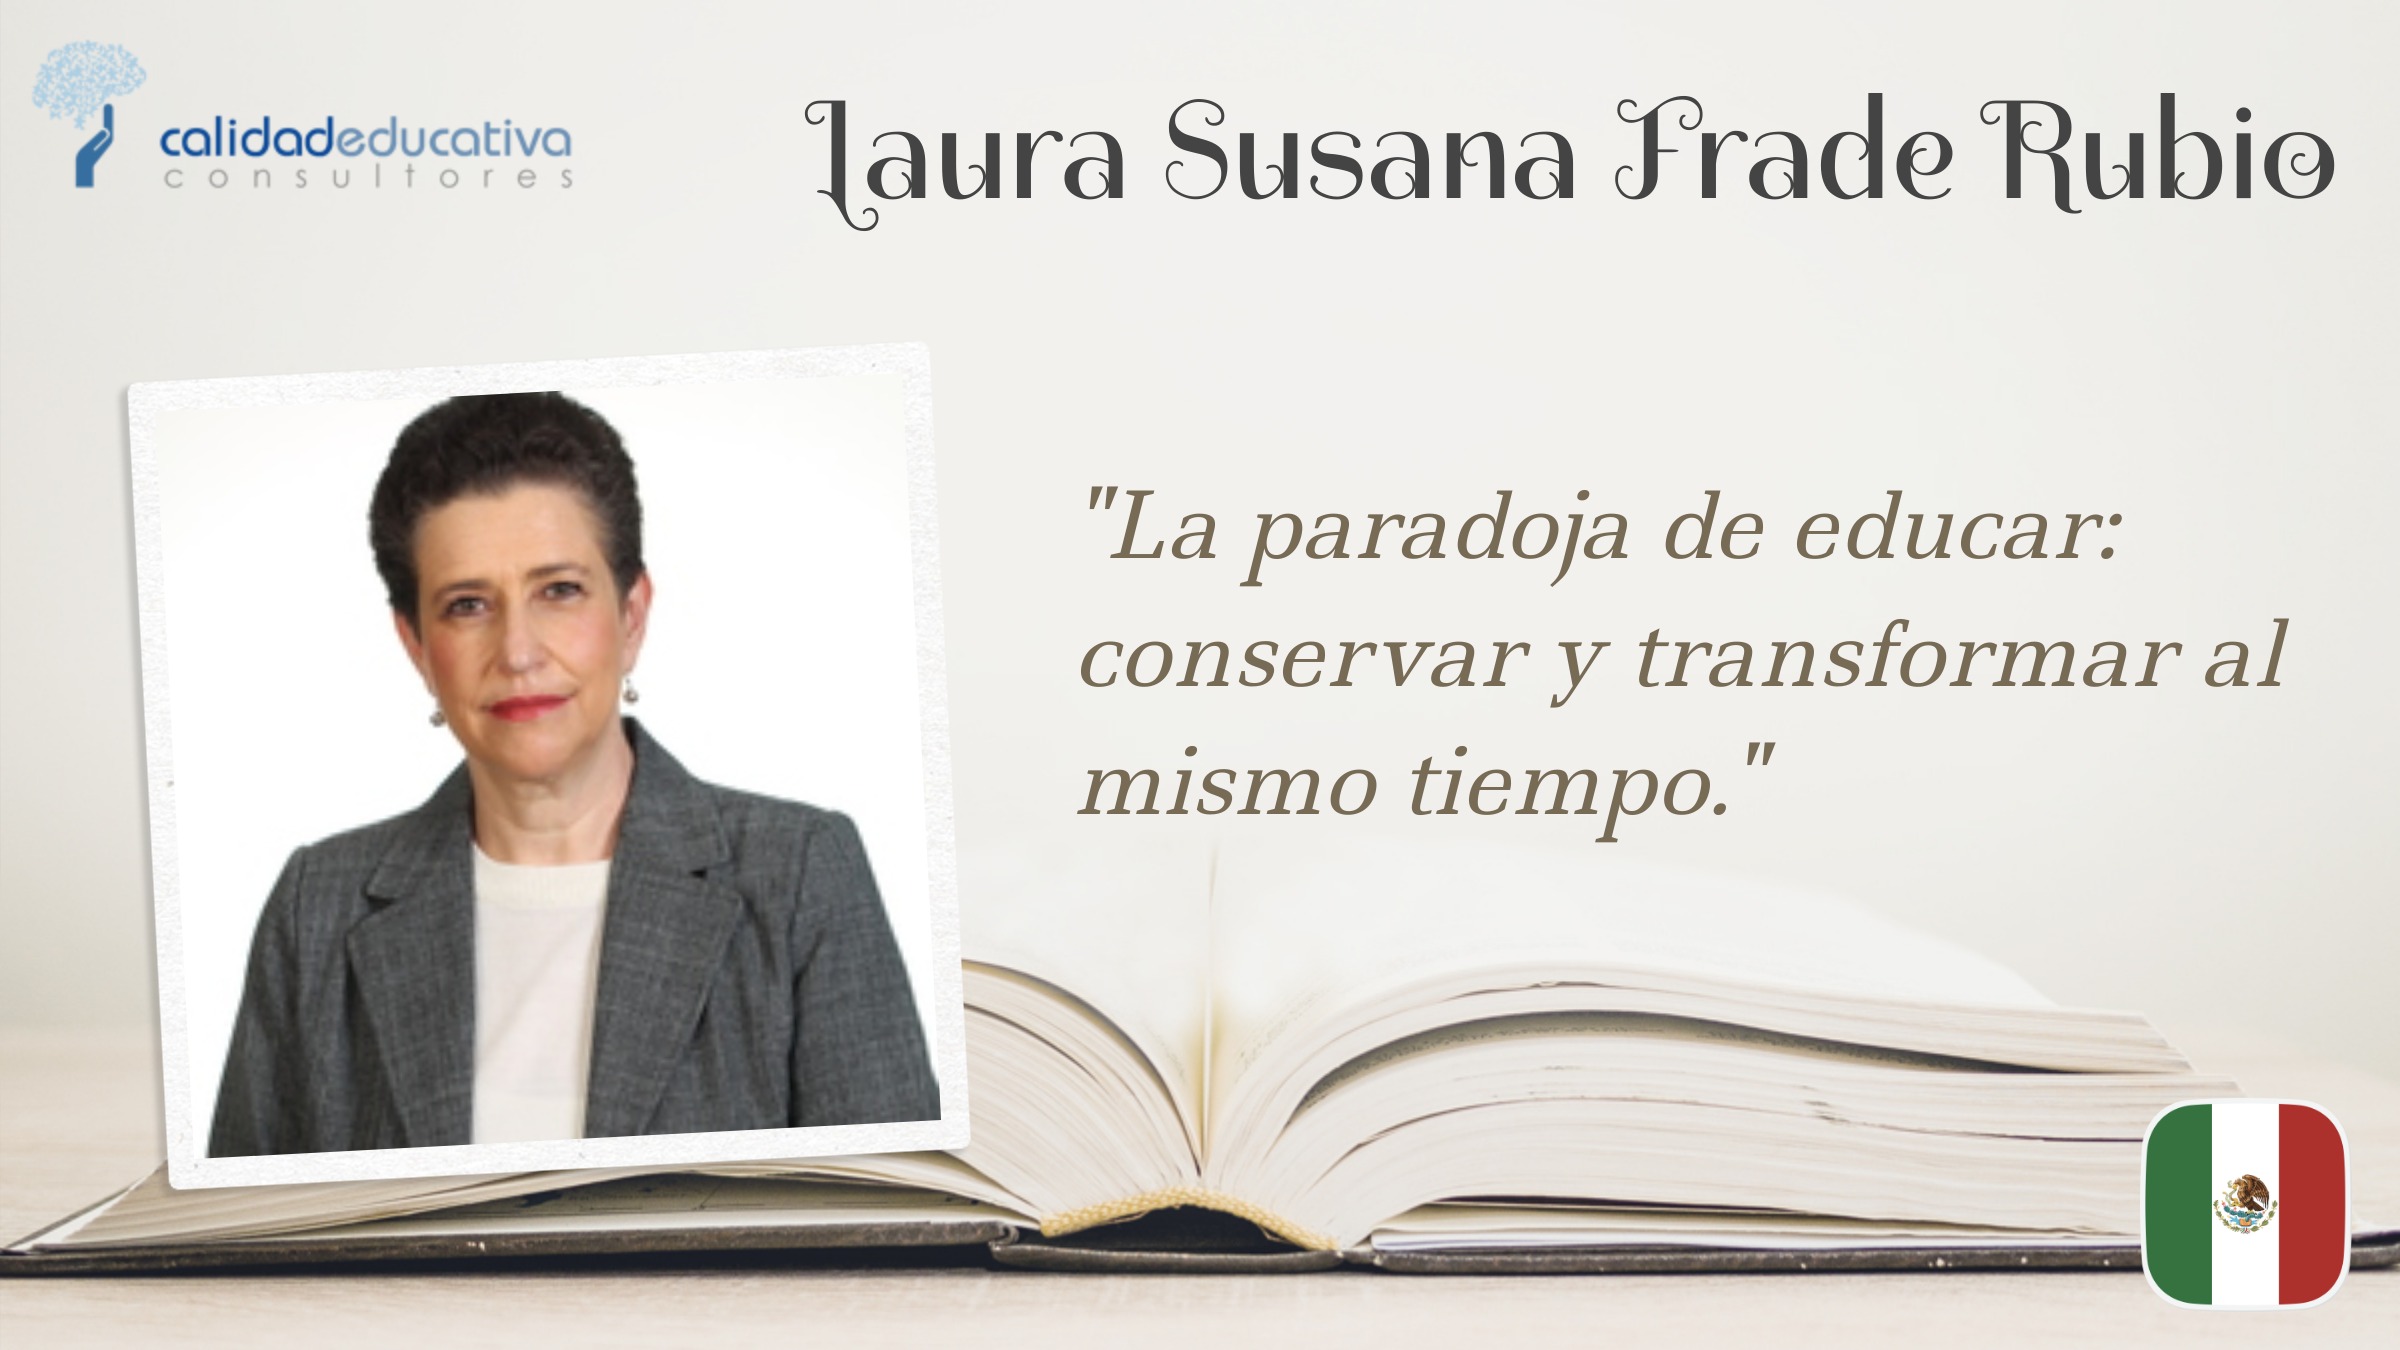 calidadeducativa
consultores
Laura Susana Frade Rubio
"La paradoja de educar:
conservar y transformar al
mismo tiempo."